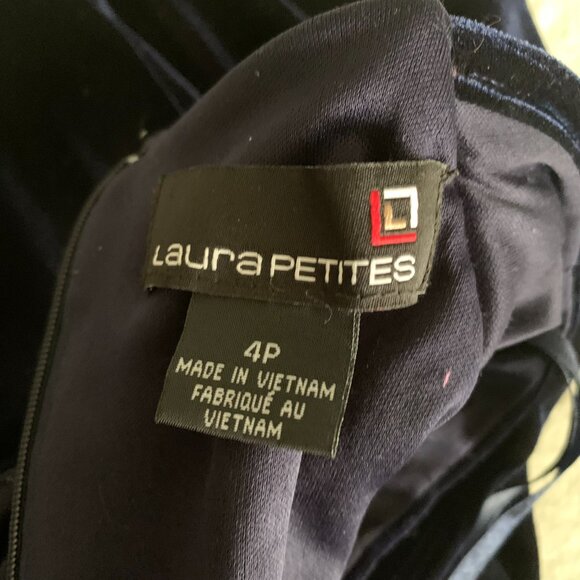 Laura PETITES
4P
MADE IN VIETNAM
FABRIQUÉ AU
VIETNAM